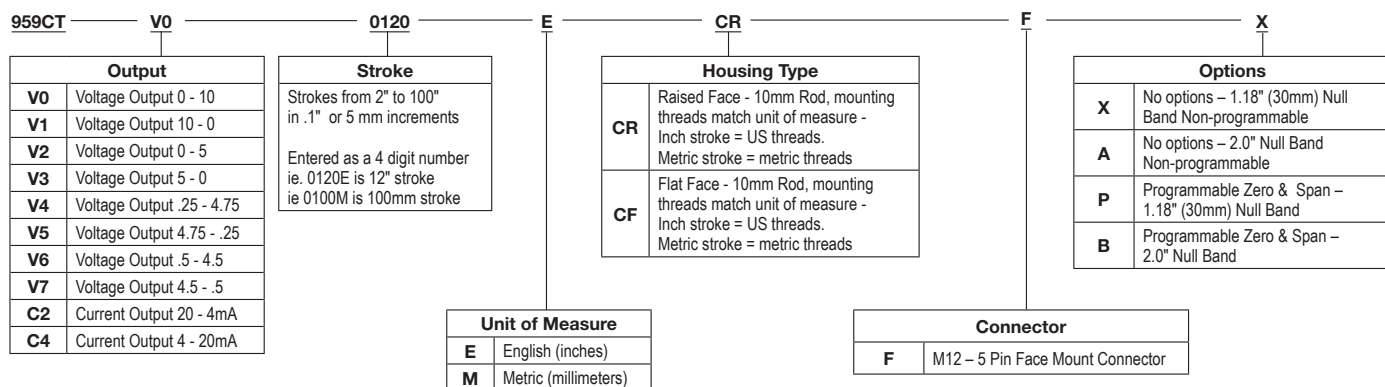 959CT V0 0120 E CR F X
Output
V0 Voltage Output 0 - 10
V1 Voltage Output 10 - 0
V2 Voltage Output 0 - 5
V3 Voltage Output 5 - 0
V4 Voltage Output .25 - 4.75
V5 Voltage Output 4.75 - .25
V6 Voltage Output .5 - 4.5
V7 Voltage Output 4.5 - .5
C2 Current Output 20 - 4mA
C4 Current Output 4 - 20mA
Stroke
Strokes from 2" to 100"
in .1" or 5 mm increments
Entered as a 4 digit number
ie. 0120E is 12" stroke
ie 0100M is 100mm stroke
Unit of Measure
E English (inches)
M Metric (millimeters)
Housing Type
CR
Raised Face - 10mm Rod, mounting
threads match unit of measure -
Inch stroke = US threads.
Metric stroke = metric threads
CF
Flat Face - 10mm Rod, mounting
threads match unit of measure -
Inch stroke = US threads.
Metric stroke = metric threads
Connector
F M12 – 5 Pin Face Mount Connector
Options
X
No options – 1.18" (30mm) Null
Band Non-programmable
A
No options – 2.0" Null Band
Non-programmable
P
Programmable Zero & Span –
1.18" (30mm) Null Band
B
Programmable Zero & Span –
2.0" Null Band